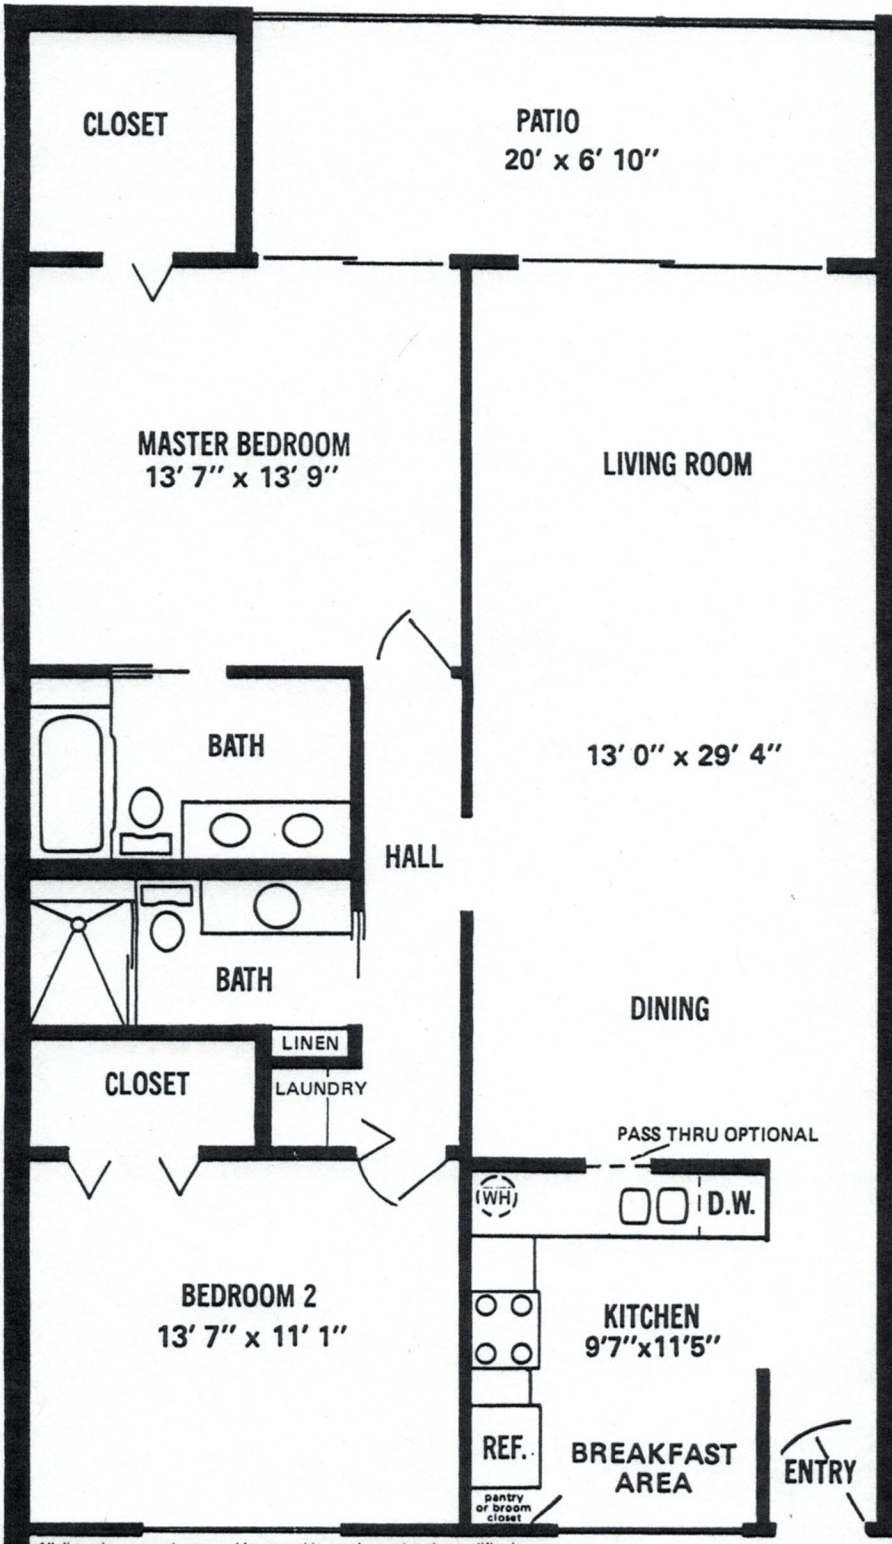 CLOSET
PATIO
20' x 6' 10"
MASTER BEDROOM
13' 7" x 13' 9"
LIVING ROOM
BATH
13' 0" x 29' 4"
HALL
BATH
DINING
LINEN
CLOSET
LAUNDRY
PASS THRU OPTIONAL
WH
D.W.
BEDROOM 2
13' 7" x 11' 1"
KITCHEN
9'7"x11'5"
REF.
BREAKFAST
AREA
ENTRY
pantry
or broom
closet